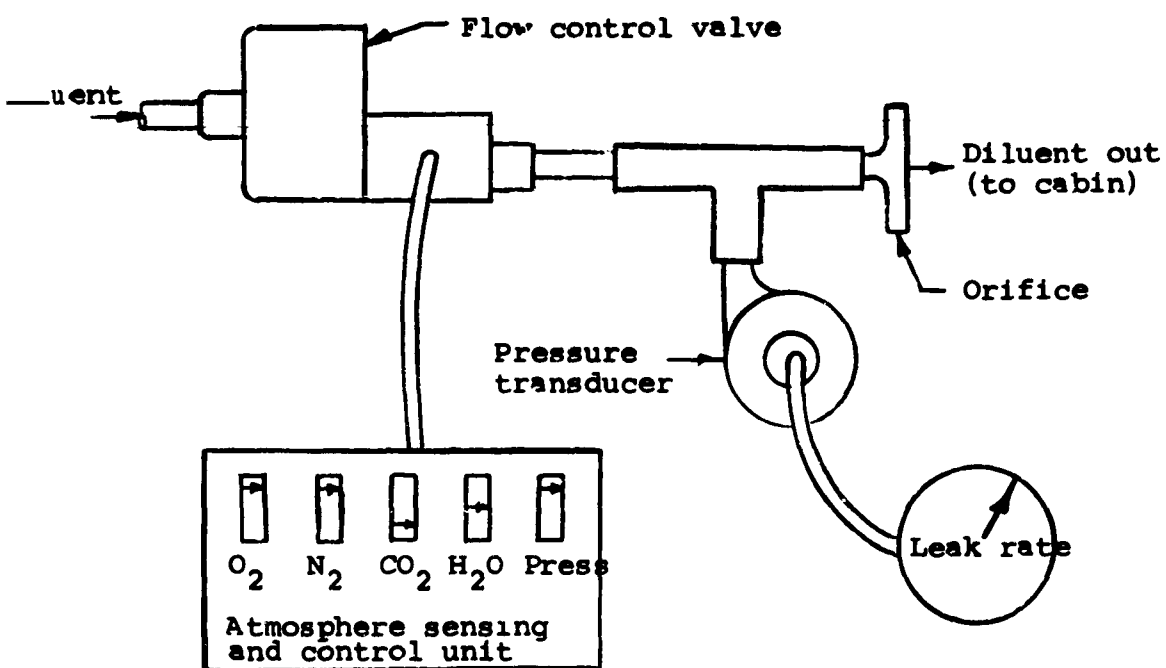 Flow control valve
uent
Diluent out
(to cabin)
Orifice
Pressure
transducer
Leak rate
O₂ N₂ CO₂ H₂O Press
Atmosphere sensing
and control unit